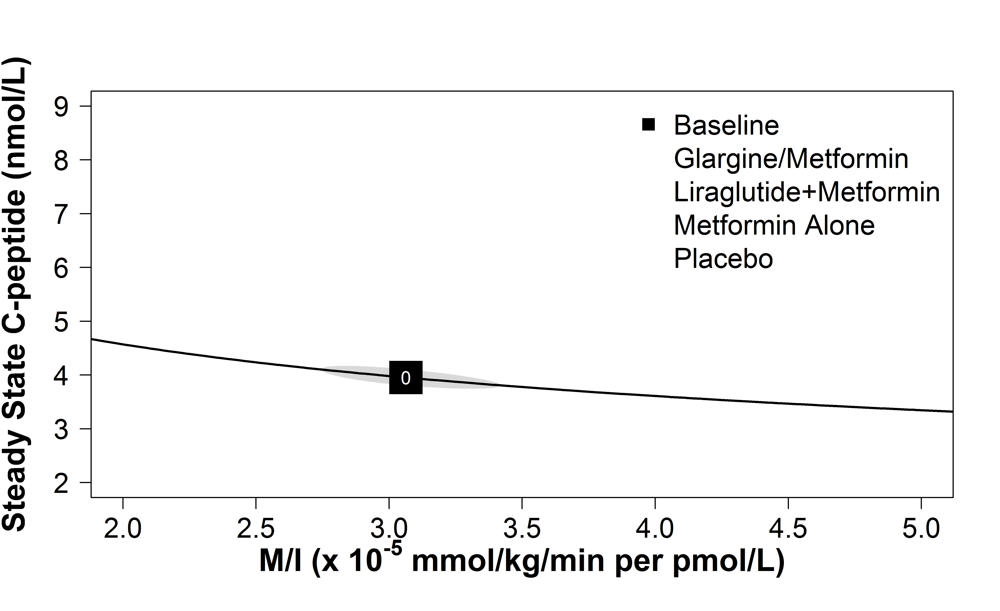 Steady State C-peptide (nmol/L)
9
8
7
6
5
4
3
2
Baseline
Glargine/Metformin
Liraglutide+Metformin
Metformin Alone
Placebo
0
2.0 2.5 3.0 3.5 4.0 4.5 5.0
M/I (x 10⁻⁵ mmol/kg/min per pmol/L)